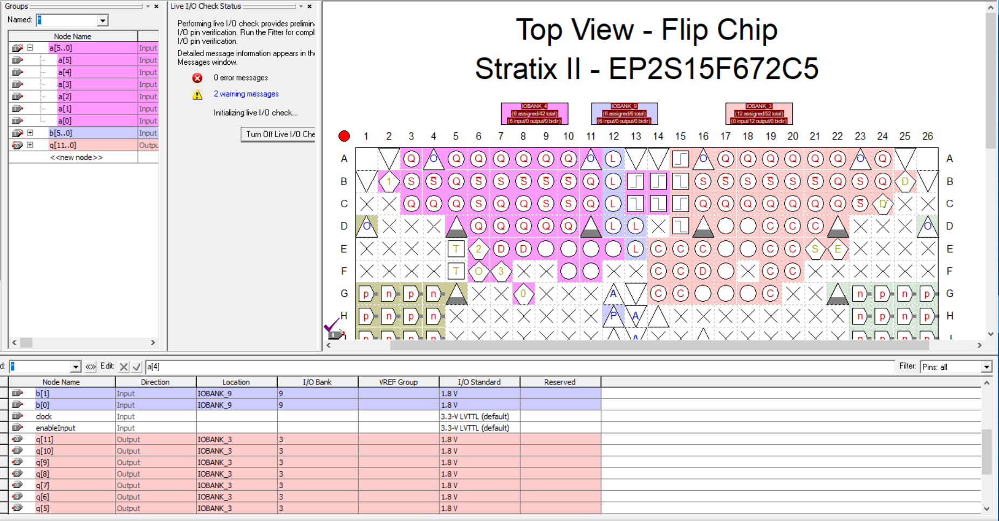 Groups
Named: *
Node Name
a[5..0] Input
a[5] Input
a[4] Input
a[3] Input
a[2] Input
a[1] Input
a[0] Input
b[5..0] Input
q[11..0] Outpu
<<new node>>
Live I/O Check Status
Performing live I/O check provides prelimin
I/O pin verification. Run the Fitter for compl
I/O pin verification.
Detailed message information appears in the
Messages window.
0 error messages
2 warning messages
Initializing live I/O check...
Turn Off Live I/O Che
Top View - Flip Chip
Stratix II - EP2S15F672C5
IOBANK_4
(6 assigned/42 total)
(6 input/0 output/0 bidir)
IOBANK_9
(6 assigned/6 total)
(6 input/0 output/0 bidir)
IOBANK_3
(12 assigned/52 total)
(0 input/12 output/0 bidir)
1 2 3 4 5 6 7 8 9 10 11 12 13 14 15 16 17 18 19 20 21 22 23 24 25 26
A Q O Q Q Q Q Q Q O L O Q Q Q Q Q Q O Q A
B 1 S S Q S S S S Q L S S S S S S Q S Q D B
C Q Q Q S Q Q S S Q L Q Q Q Q Q Q Q S D C
D O Q Q Q Q Q L L C C C O D
E T 2 D D L C C C C C S E E
F T O 3 C C D C C F
G p n p n 0 A C C C n p n p G
H p n p n P A n p n p H
d: * Edit: a[4] Filter: Pins: all
Node Name Direction Location I/O Bank VREF Group I/O Standard Reserved
b[1] Input IOBANK_9 9 1.8 V
b[0] Input IOBANK_9 9 1.8 V
clock Input 3.3-V LVTTL (default)
enableInput Input 3.3-V LVTTL (default)
q[11] Output IOBANK_3 3 1.8 V
q[10] Output IOBANK_3 3 1.8 V
q[9] Output IOBANK_3 3 1.8 V
q[8] Output IOBANK_3 3 1.8 V
q[7] Output IOBANK_3 3 1.8 V
q[6] Output IOBANK_3 3 1.8 V
q[5] Output IOBANK_3 3 1.8 V